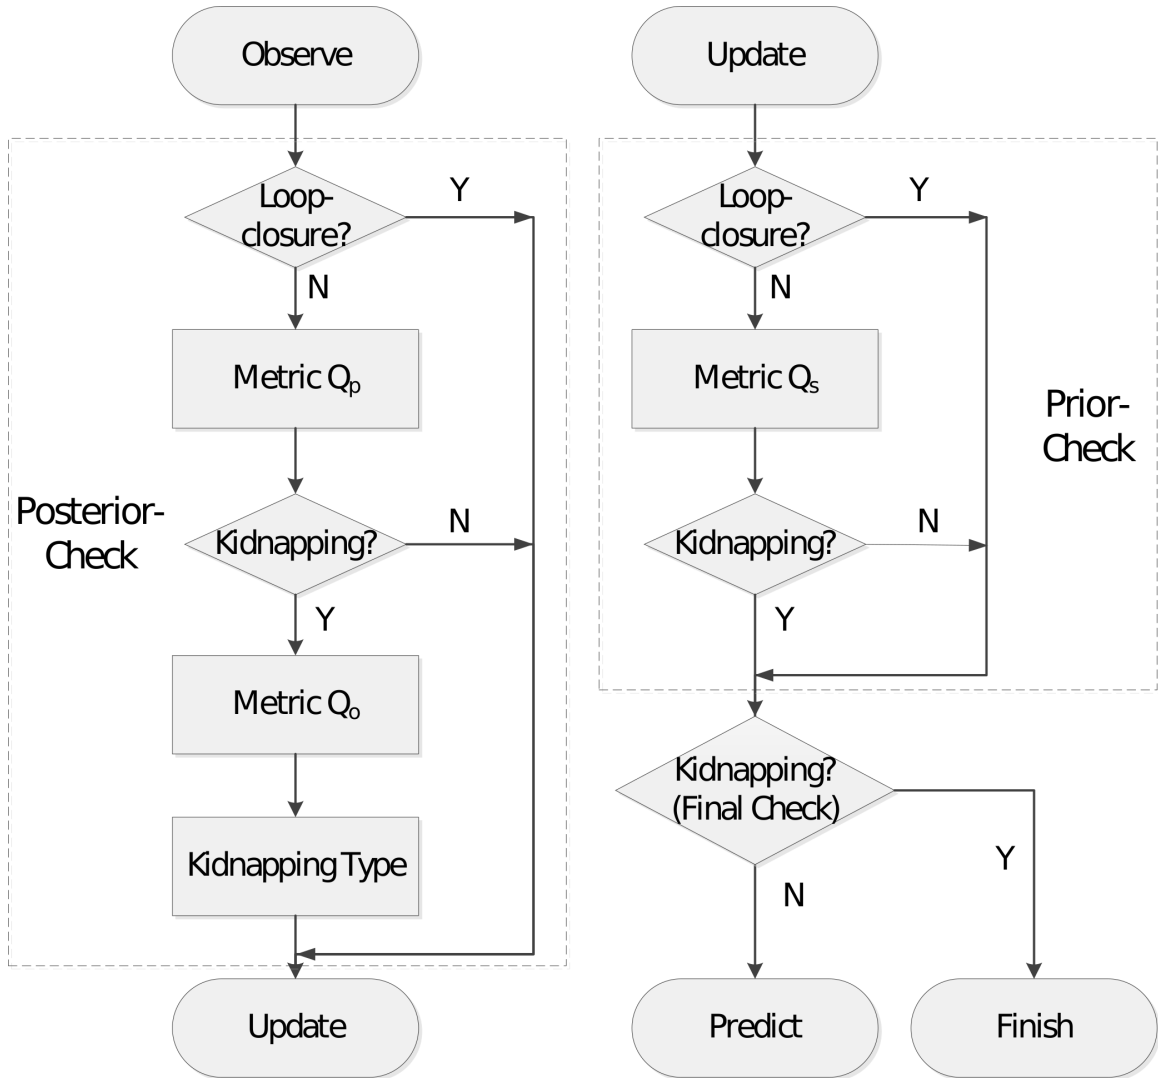 Observe
Loop-
closure?
Y
N
Metric Qp
Posterior-
Check
Kidnapping?
N
Y
Metric Qo
Kidnapping Type
Update
Update
Loop-
closure?
Y
N
Metric Qs
Prior-
Check
Kidnapping?
N
Y
Kidnapping?
(Final Check)
Y
N
Predict
Finish